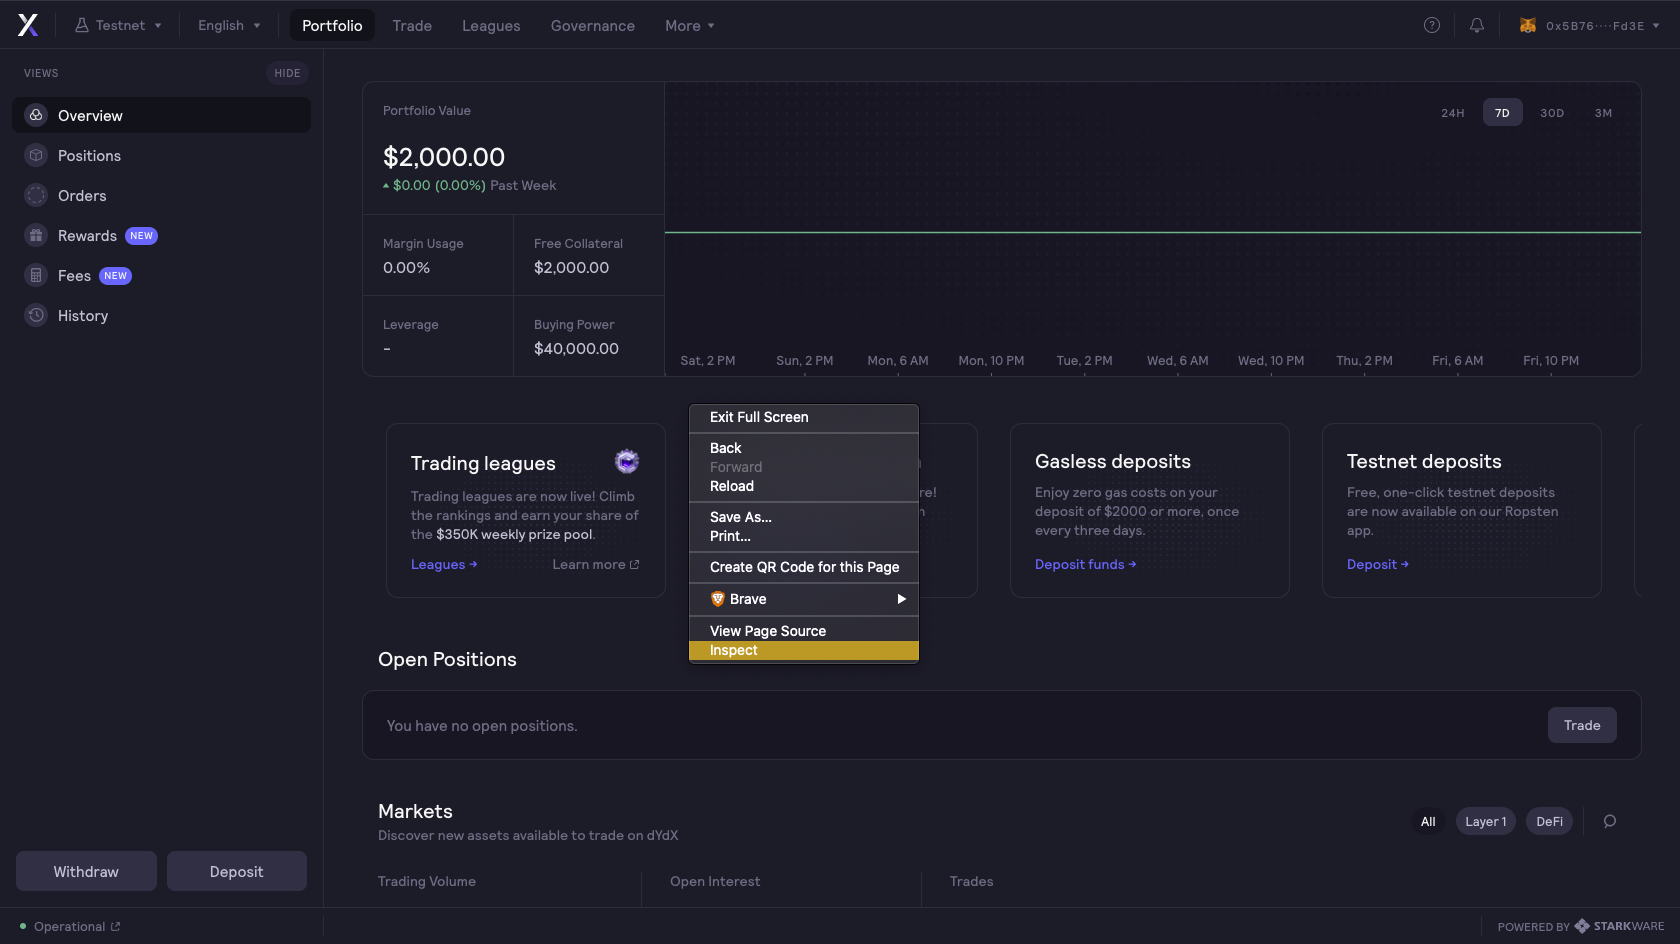 Testnet
English
Portfolio
Trade
Leagues
Governance
More
0x5B76····Fd3E
VIEWS
HIDE
Overview
Positions
Orders
Rewards NEW
Fees NEW
History
Withdraw
Deposit
Portfolio Value
$2,000.00
$0.00 (0.00%) Past Week
Margin Usage
0.00%
Free Collateral
$2,000.00
Leverage
-
Buying Power
$40,000.00
24H 7D 30D 3M
Sat, 2 PM Sun, 2 PM Mon, 6 AM Mon, 10 PM Tue, 2 PM Wed, 6 AM Wed, 10 PM Thu, 2 PM Fri, 6 AM Fri, 10 PM
Trading leagues
Trading leagues are now live! Climb
the rankings and earn your share of
the $350K weekly prize pool.
Leagues → Learn more
Exit Full Screen
Back
Forward
Reload
Save As...
Print...
Create QR Code for this Page
Brave
View Page Source
Inspect
Gasless deposits
Enjoy zero gas costs on your
deposit of $2000 or more, once
every three days.
Deposit funds →
Testnet deposits
Free, one-click testnet deposits
are now available on our Ropsten
app.
Deposit →
Open Positions
You have no open positions.
Trade
Markets
Discover new assets available to trade on dYdX
All Layer 1 DeFi
Trading Volume
Open Interest
Trades
Operational
POWERED BY STARKWARE